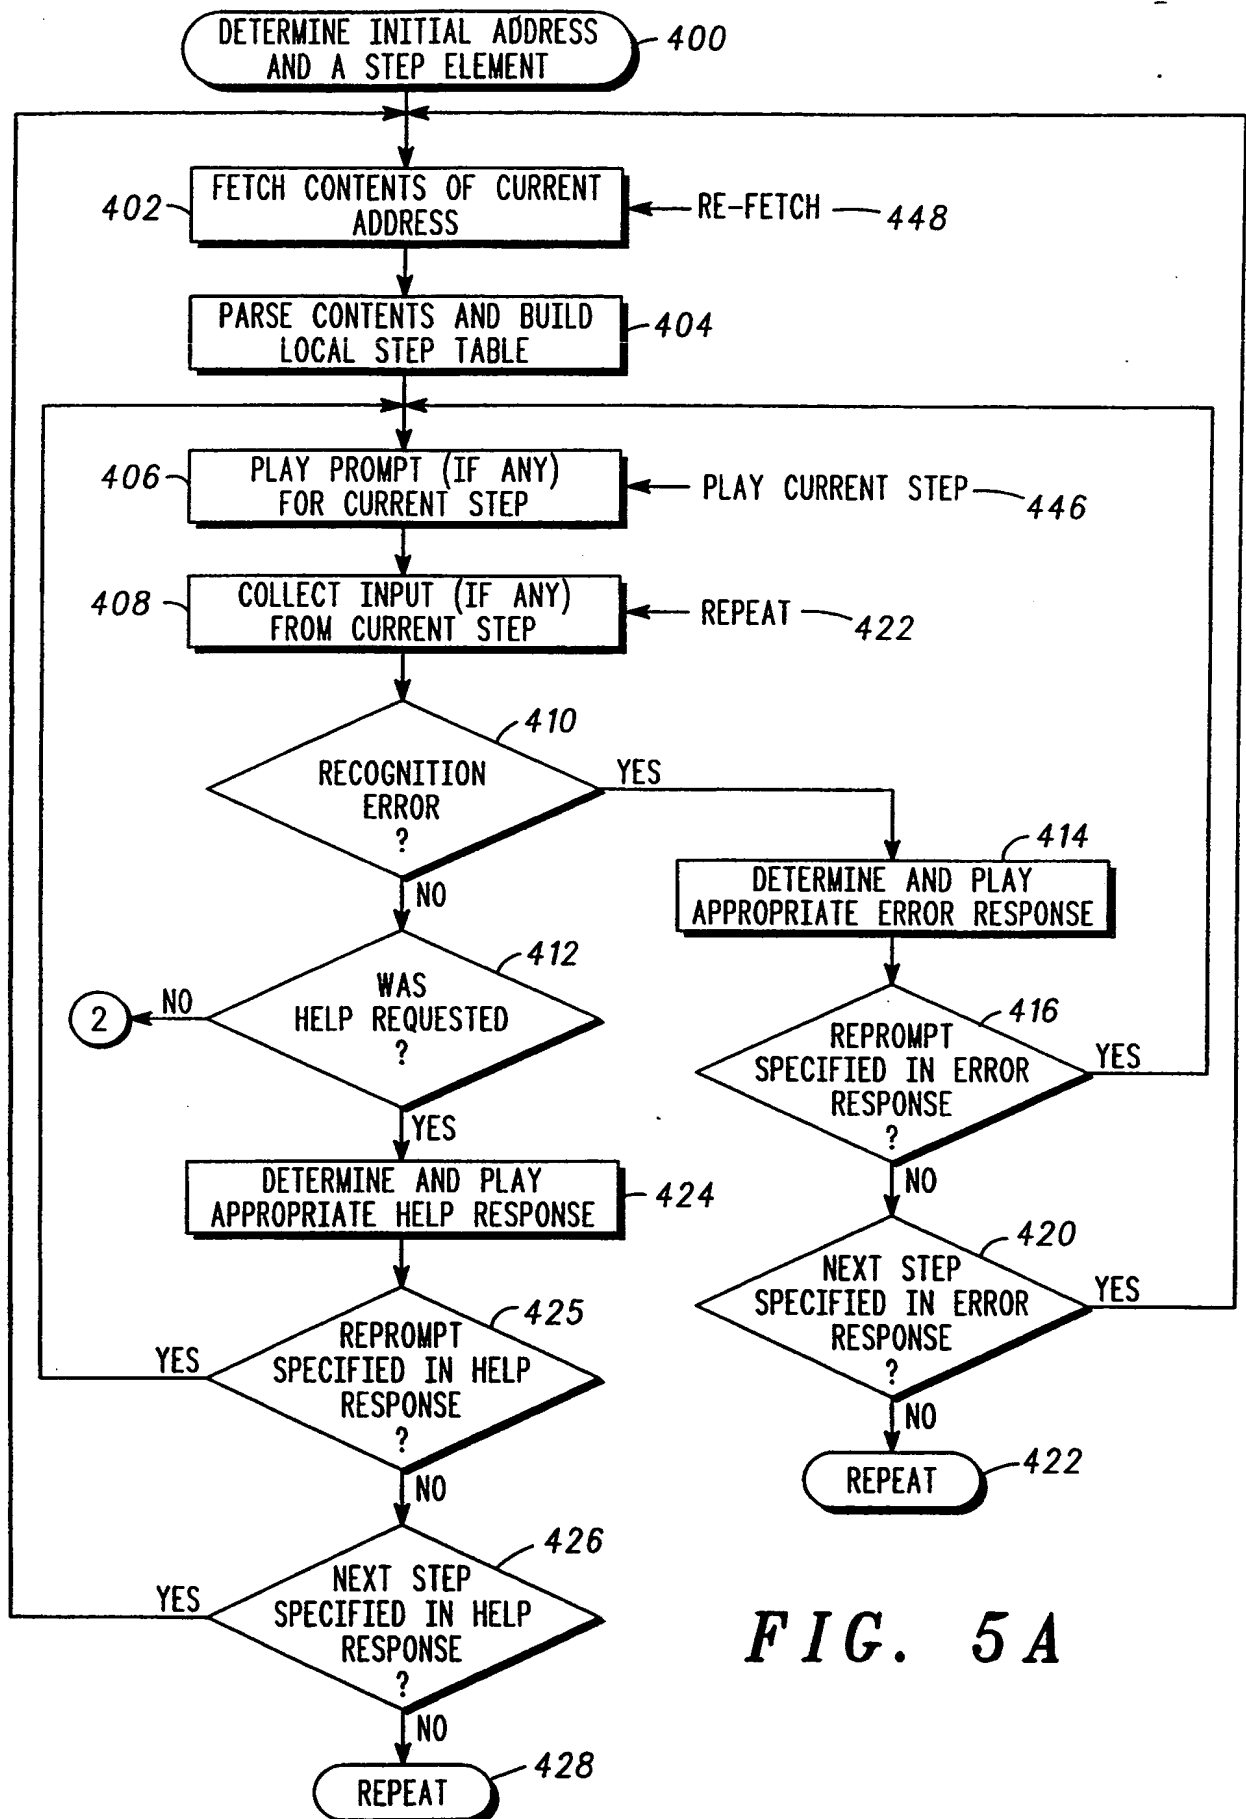 DETERMINE INITIAL ADDRESS
AND A STEP ELEMENT
400
402
FETCH CONTENTS OF CURRENT
ADDRESS
RE-FETCH
448
PARSE CONTENTS AND BUILD
LOCAL STEP TABLE
404
406
PLAY PROMPT (IF ANY)
FOR CURRENT STEP
PLAY CURRENT STEP
446
408
COLLECT INPUT (IF ANY)
FROM CURRENT STEP
REPEAT
422
410
RECOGNITION
ERROR
?
YES
NO
414
DETERMINE AND PLAY
APPROPRIATE ERROR RESPONSE
412
WAS
HELP REQUESTED
?
NO
2
YES
416
REPROMPT
SPECIFIED IN ERROR
RESPONSE
?
YES
NO
DETERMINE AND PLAY
APPROPRIATE HELP RESPONSE
424
420
NEXT STEP
SPECIFIED IN ERROR
RESPONSE
?
YES
NO
REPEAT
422
425
REPROMPT
SPECIFIED IN HELP
RESPONSE
?
YES
NO
426
NEXT STEP
SPECIFIED IN HELP
RESPONSE
?
YES
NO
REPEAT
428
FIG. 5A